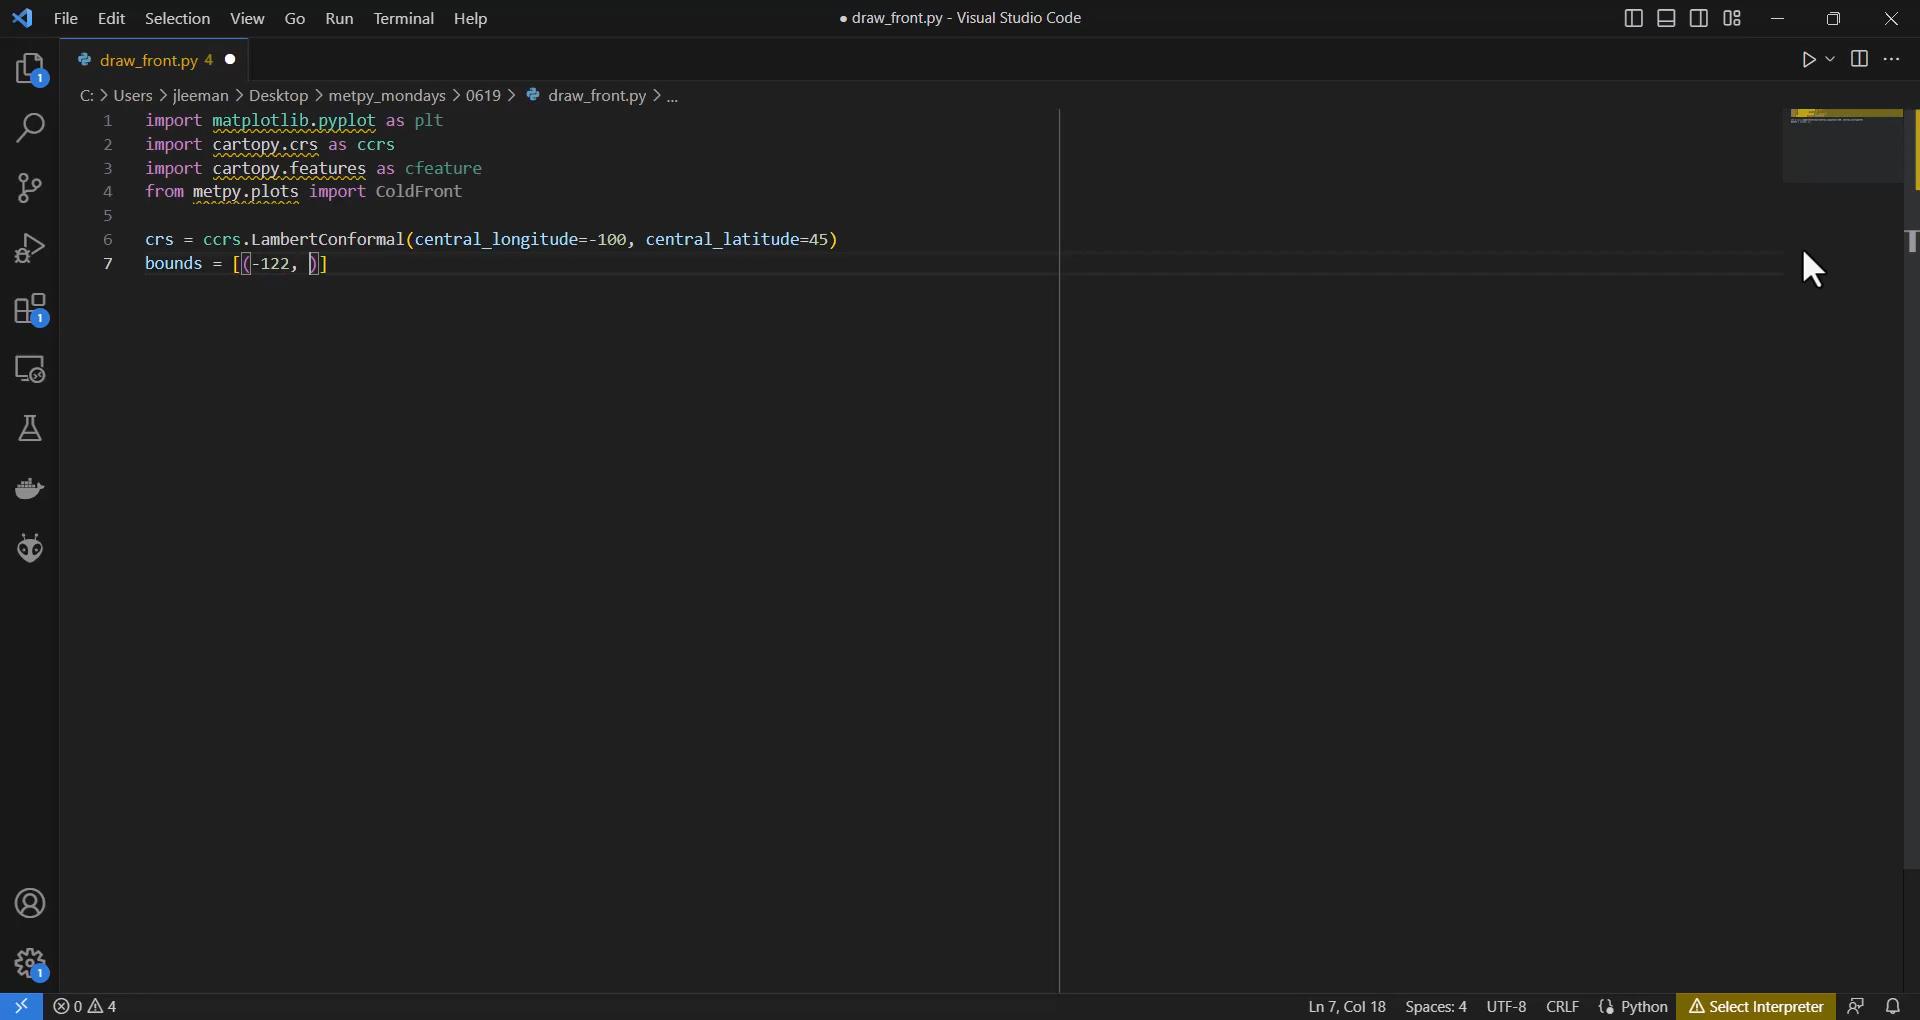 File Edit Selection View Go Run Terminal Help
● draw_front.py - Visual Studio Code
draw_front.py 4 ●
C: > Users > jleeman > Desktop > metpy_mondays > 0619 > draw_front.py > ...
1 import matplotlib.pyplot as plt
2 import cartopy.crs as ccrs
3 import cartopy.features as cfeature
4 from metpy.plots import ColdFront
5
6 crs = ccrs.LambertConformal(central_longitude=-100, central_latitude=45)
7 bounds = [(-122, )]
1
1
1
0 4
Ln 7, Col 18 Spaces: 4 UTF-8 CRLF Python Select Interpreter